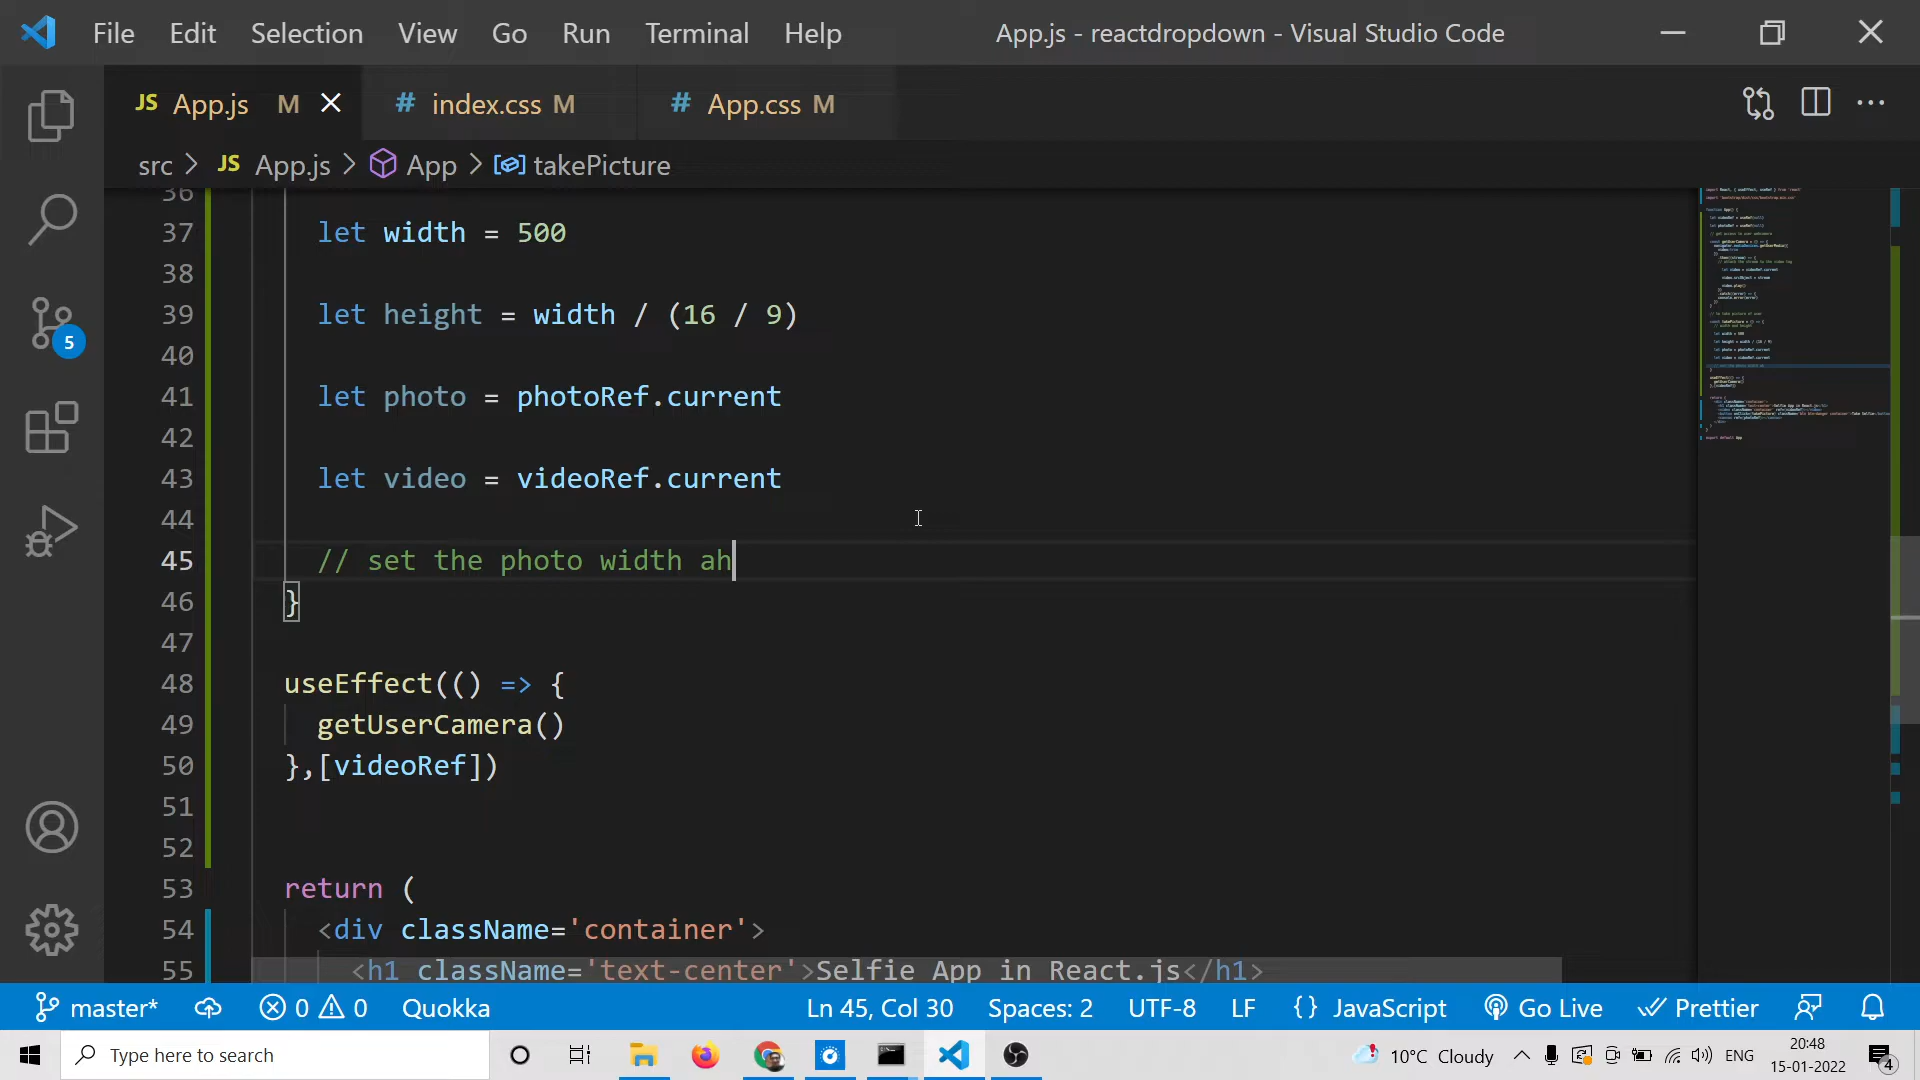 File Edit Selection View Go Run Terminal Help App.js - reactdropdown - Visual Studio Code
JS App.js M # index.css M # App.css M
src > JS App.js > App > takePicture
36
37 let width = 500
38
39 let height = width / (16 / 9)
40
41 let photo = photoRef.current
42
43 let video = videoRef.current
44
45 // set the photo width ah
46 }
47
48 useEffect(() => {
49 getUserCamera()
50 },[videoRef])
51
52
53 return (
54 <div className='container'>
55 <h1 className='text-center'>Selfie App in React.js</h1>
5
master* 0 0 Quokka Ln 45, Col 30 Spaces: 2 UTF-8 LF {} JavaScript Go Live Prettier
Type here to search 10°C Cloudy ENG 20:48
15-01-2022 4